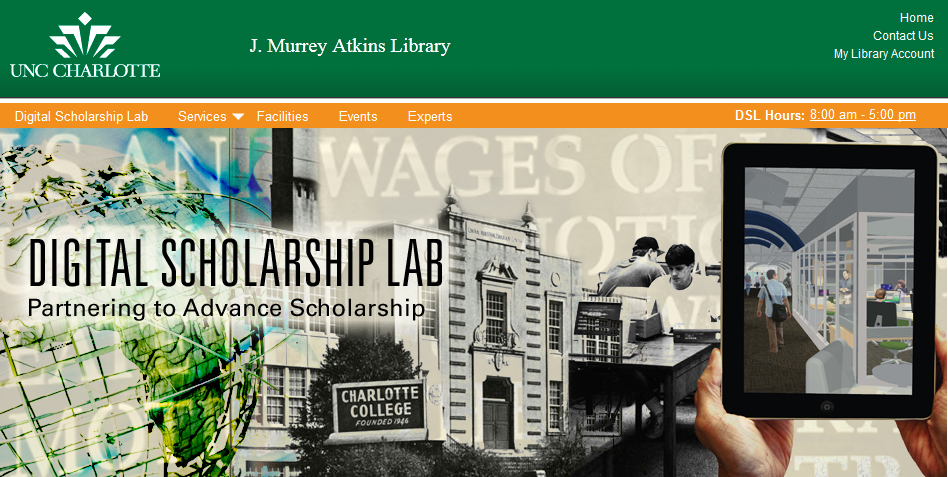 UNC CHARLOTTE
J. Murrey Atkins Library
Home
Contact Us
My Library Account
Digital Scholarship Lab Services Facilities Events Experts DSL Hours: 8:00 am - 5:00 pm
WAGES OF
DIGITAL SCHOLARSHIP LAB
Partnering to Advance Scholarship
CHARLOTTE
COLLEGE
FOUNDED 1946